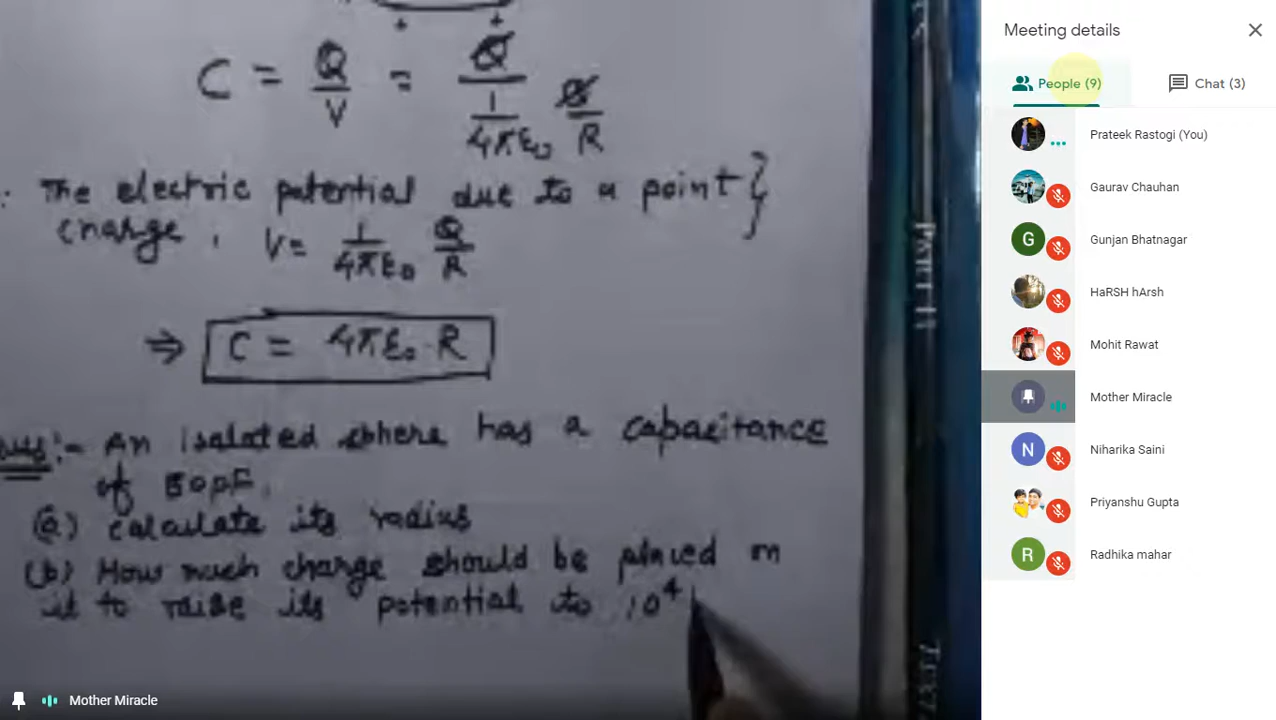 C = Q/V = Q / (1/4πε₀ Q/R)
: The electric potential due to a point }
charge, V = 1/4πε₀ Q/R
⇒ C = 4πε₀ . R
:- An isolated sphere has a capacitance
of 50pF.
(a) calculate its radius
(b) How much charge should be placed on
it to raise its potential to 10⁴
Mother Miracle
Meeting details
People (9)
Chat (3)
Prateek Rastogi (You)
Gaurav Chauhan
G Gunjan Bhatnagar
HaRSH hArsh
Mohit Rawat
Mother Miracle
N Niharika Saini
Priyanshu Gupta
R Radhika mahar